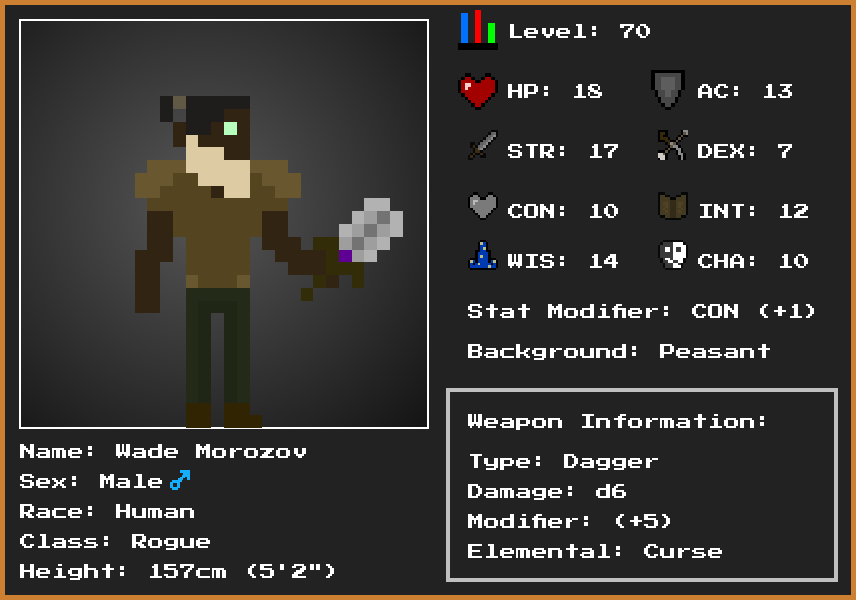 Level: 70
HP: 18
AC: 13
STR: 17
DEX: 7
CON: 10
INT: 12
WIS: 14
CHA: 10
Stat Modifier: CON (+1)
Background: Peasant
Weapon Information:
Type: Dagger
Damage: d6
Modifier: (+5)
Elemental: Curse
Name: Wade Morozov
Sex: Male♂
Race: Human
Class: Rogue
Height: 157cm (5'2")